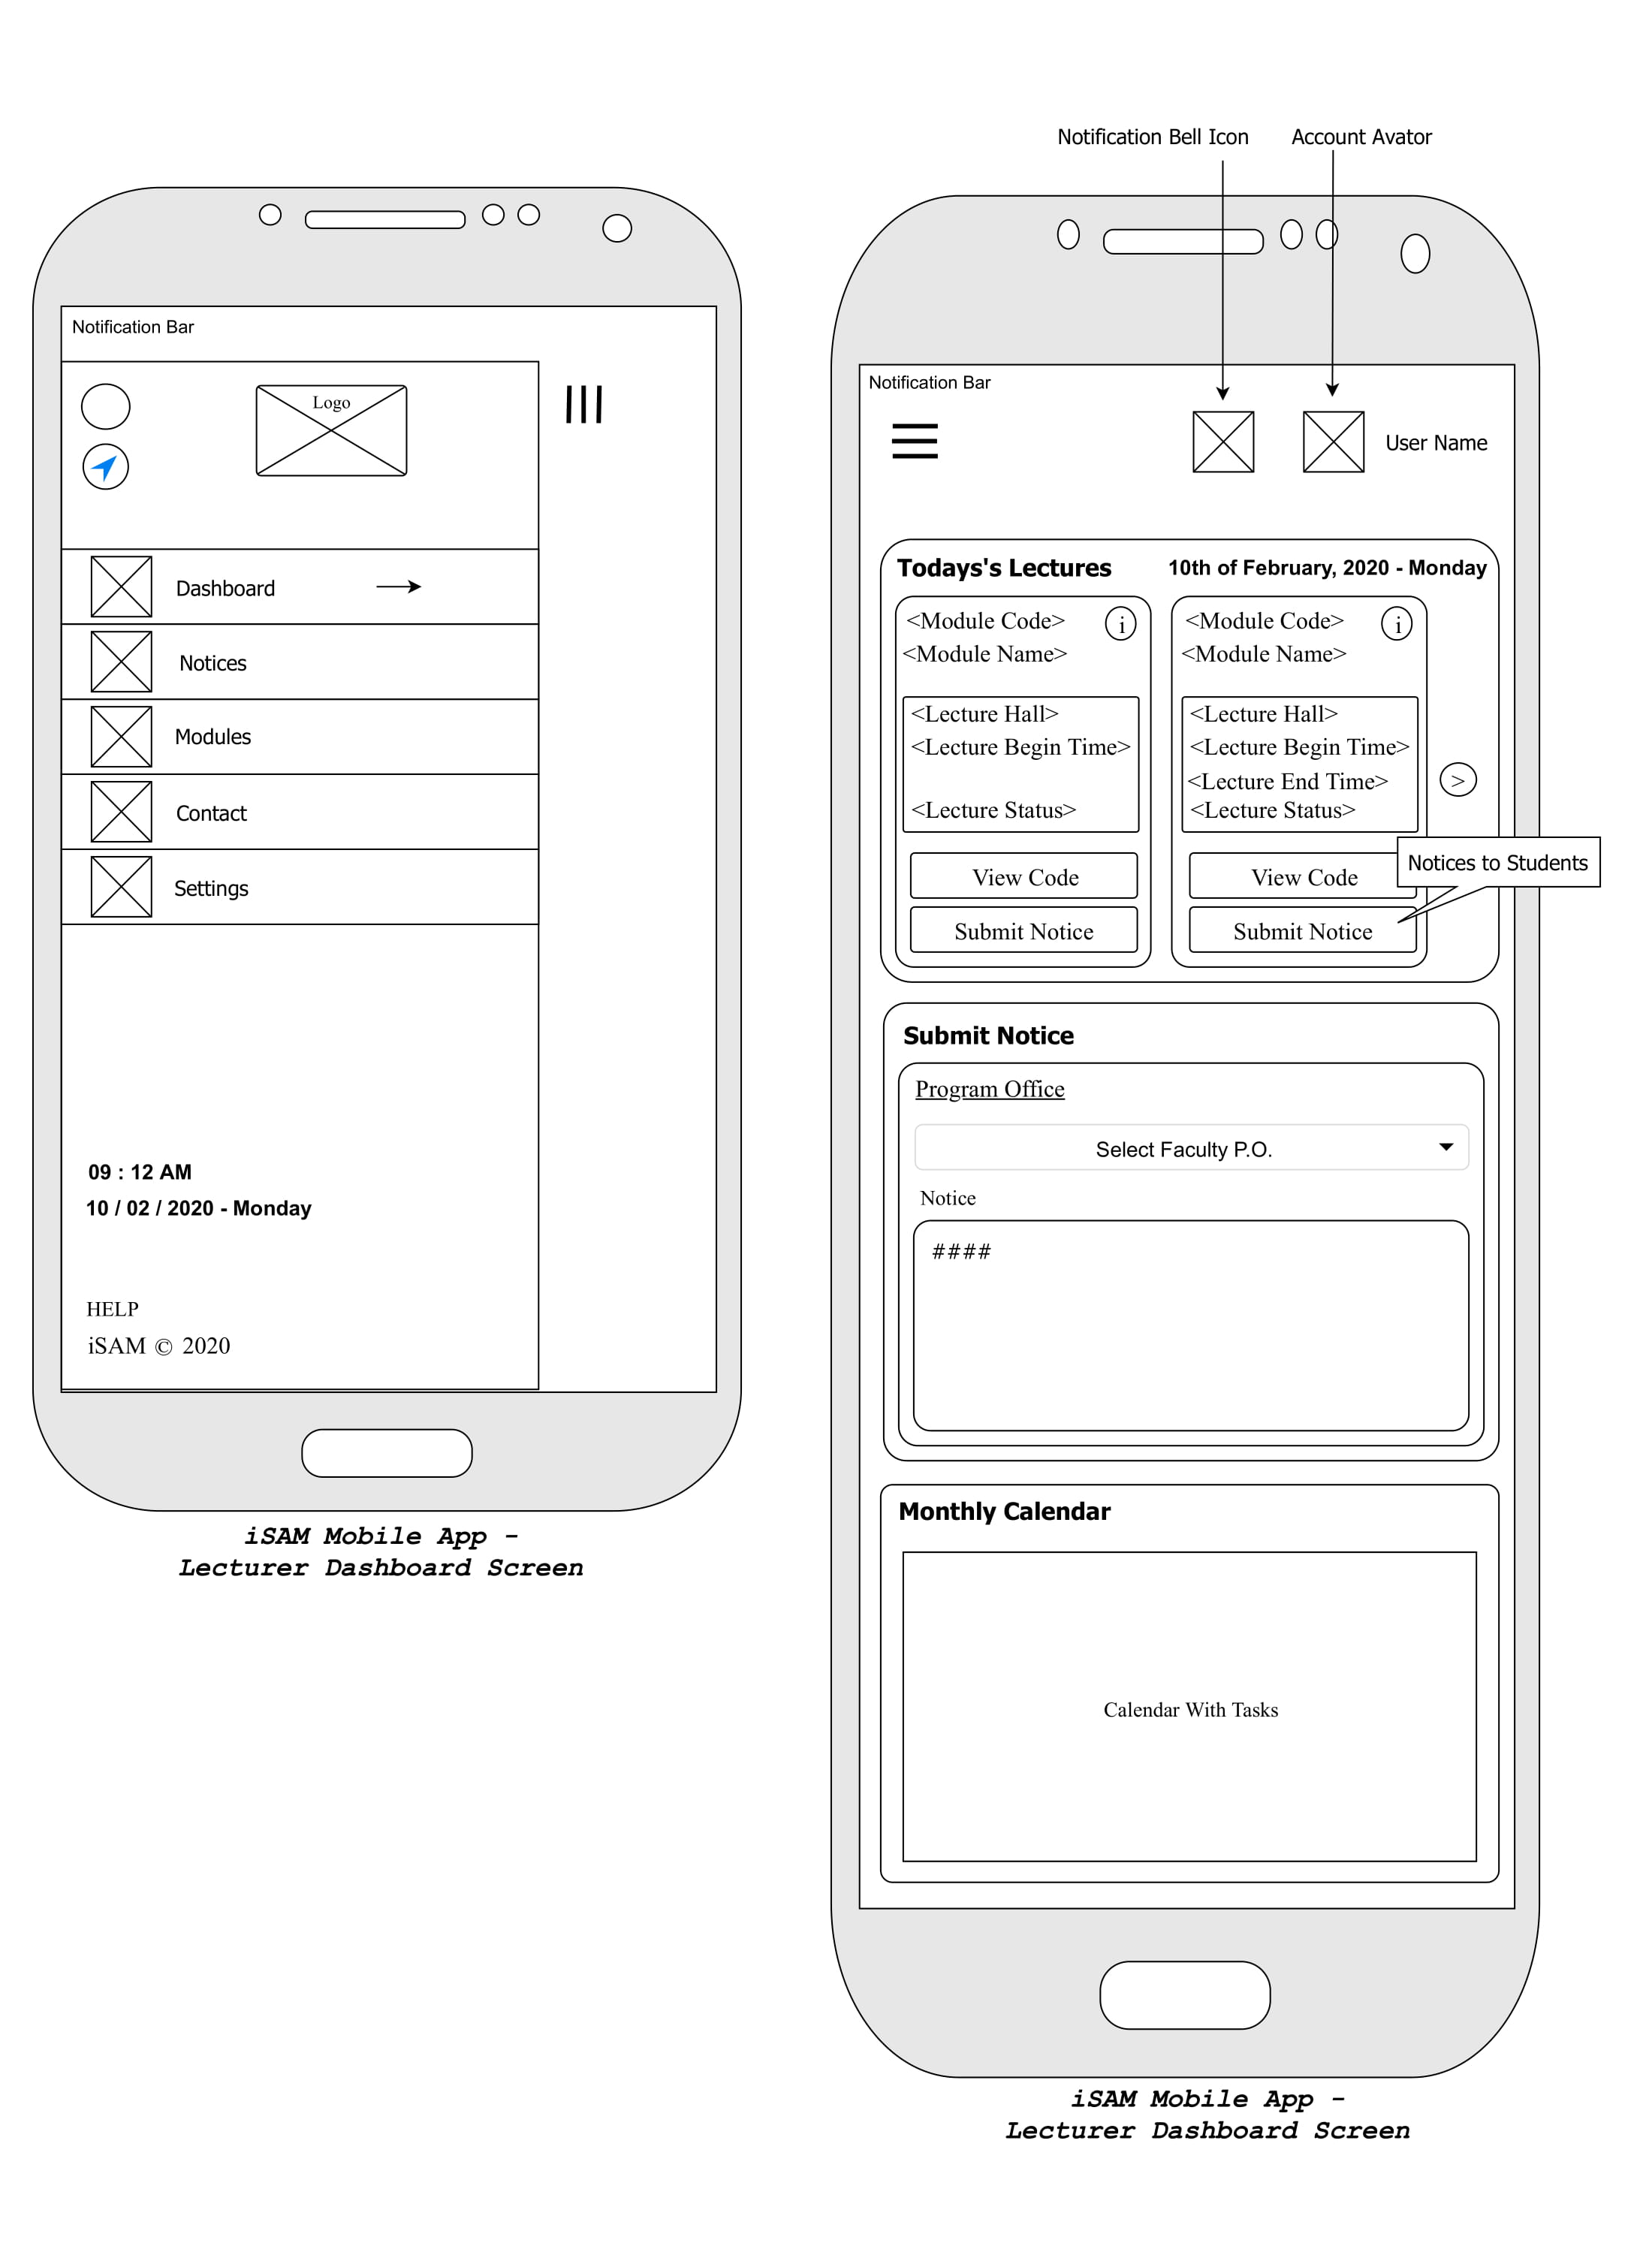 Notification Bell Icon
Account Avator
Notification Bar
Logo
Dashboard
Notices
Modules
Contact
Settings
09 : 12 AM
10 / 02 / 2020 - Monday
HELP
iSAM © 2020
iSAM Mobile App -
Lecturer Dashboard Screen
Notification Bar
User Name
Todays's Lectures
10th of February, 2020 - Monday
<Module Code>
i
<Module Name>
<Lecture Hall>
<Lecture Begin Time>
<Lecture Status>
View Code
Submit Notice
<Module Code>
i
<Module Name>
<Lecture Hall>
<Lecture Begin Time>
<Lecture End Time>
<Lecture Status>
View Code
Submit Notice
>
Notices to Students
Submit Notice
Program Office
Select Faculty P.O.
Notice
####
Monthly Calendar
Calendar With Tasks
iSAM Mobile App -
Lecturer Dashboard Screen